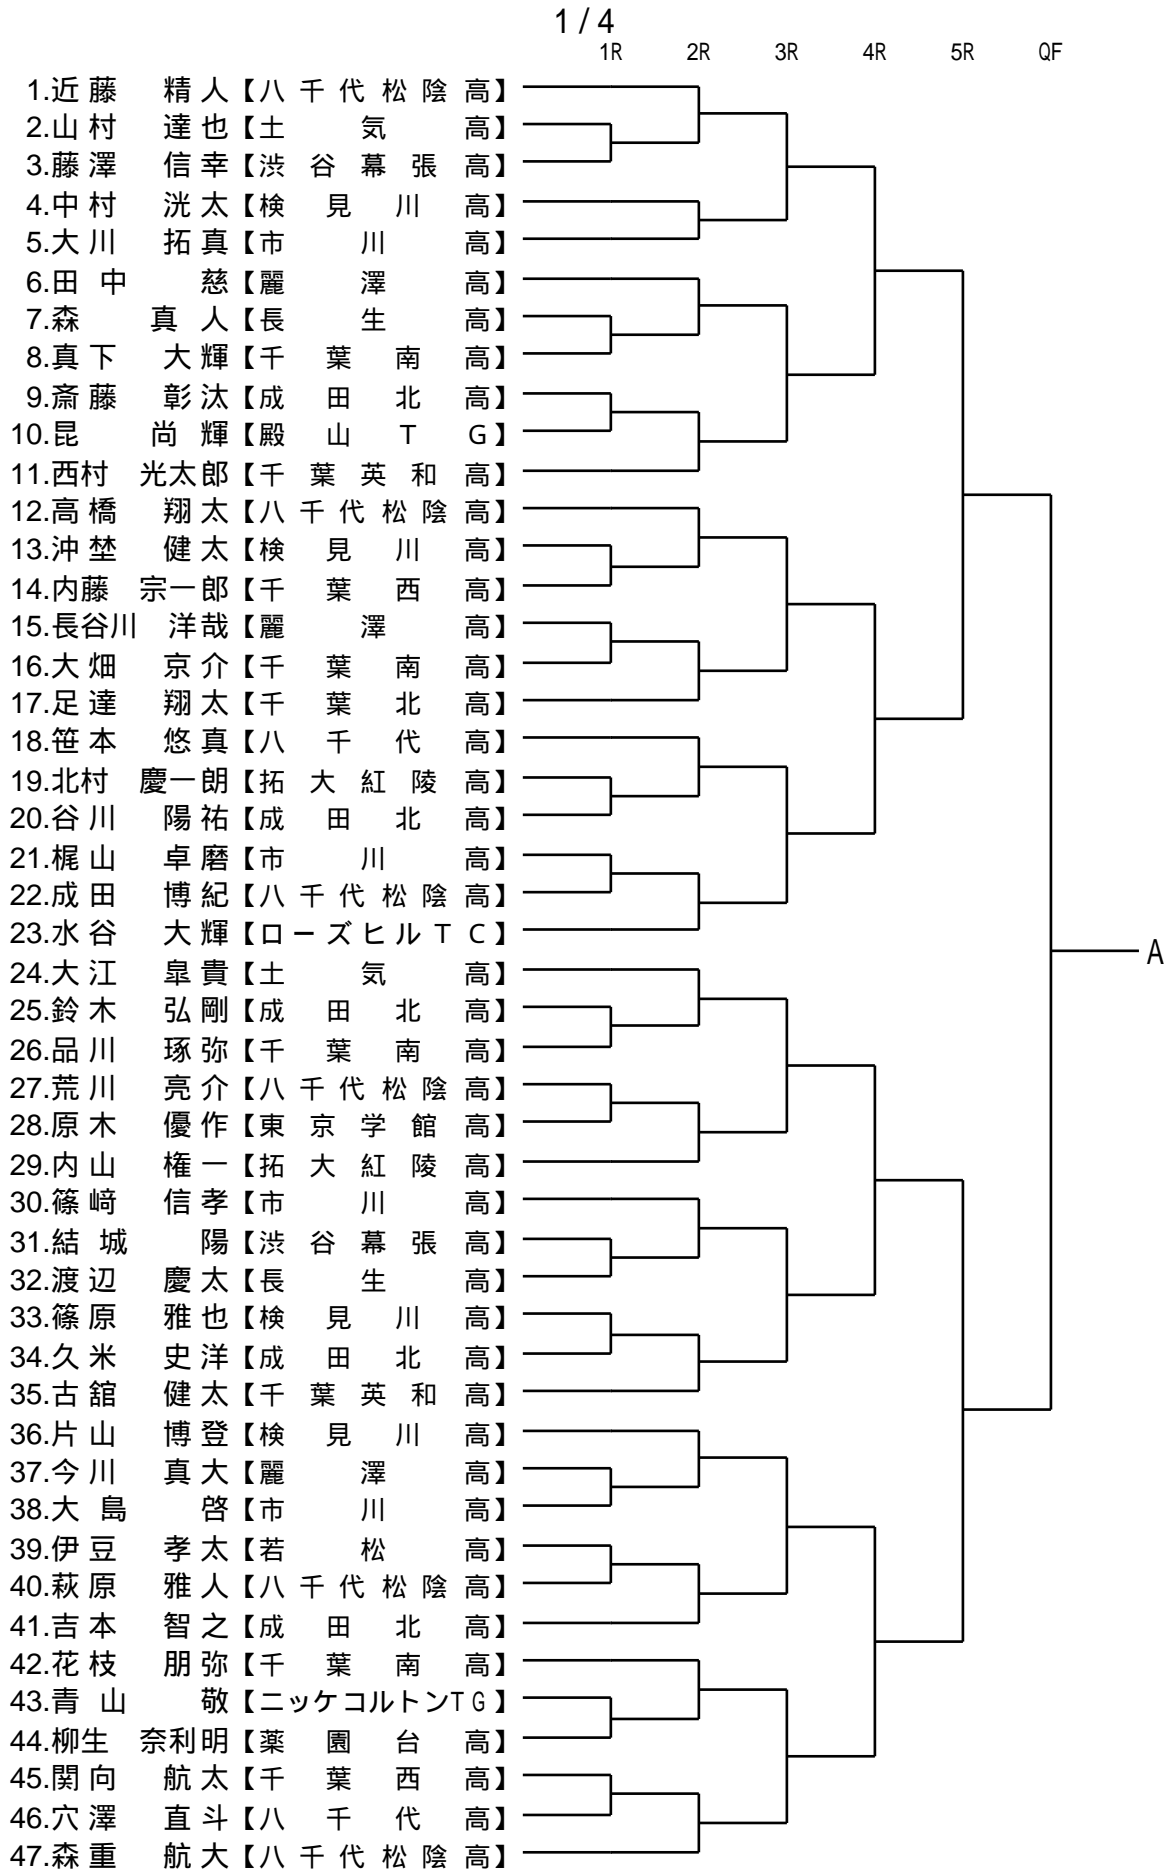 1 / 4
1R 2R 3R 4R 5R QF
1.近藤 精人【八千代松陰高】
2.山村 達也【土気高】
3.藤澤 信幸【渋谷幕張高】
4.中村 洸太【検見川高】
5.大川 拓真【市川高】
6.田中 慈【麗澤高】
7.森 真人【長生高】
8.真下 大輝【千葉南高】
9.斎藤 彰汰【成田北高】
10.昆 尚輝【殿山TG】
11.西村 光太郎【千葉英和高】
12.高橋 翔太【八千代松陰高】
13.沖埜 健太【検見川高】
14.内藤 宗一郎【千葉西高】
15.長谷川 洋哉【麗澤高】
16.大畑 京介【千葉南高】
17.足達 翔太【千葉北高】
18.笹本 悠真【八千代高】
19.北村 慶一朗【拓大紅陵高】
20.谷川 陽祐【成田北高】
21.梶山 卓磨【市川高】
22.成田 博紀【八千代松陰高】
23.水谷 大輝【ローズヒルTC】
A
24.大江 皐貴【土気高】
25.鈴木 弘剛【成田北高】
26.品川 琢弥【千葉南高】
27.荒川 亮介【八千代松陰高】
28.原木 優作【東京学館高】
29.内山 権一【拓大紅陵高】
30.篠﨑 信孝【市川高】
31.結城 陽【渋谷幕張高】
32.渡辺 慶太【長生高】
33.篠原 雅也【検見川高】
34.久米 史洋【成田北高】
35.古舘 健太【千葉英和高】
36.片山 博登【検見川高】
37.今川 真大【麗澤高】
38.大島 啓【市川高】
39.伊豆 孝太【若松高】
40.萩原 雅人【八千代松陰高】
41.吉本 智之【成田北高】
42.花枝 朋弥【千葉南高】
43.青山 敬【ニッケコルトンTG】
44.柳生 奈利明【薬園台高】
45.関向 航太【千葉西高】
46.穴澤 直斗【八千代高】
47.森重 航大【八千代松陰高】